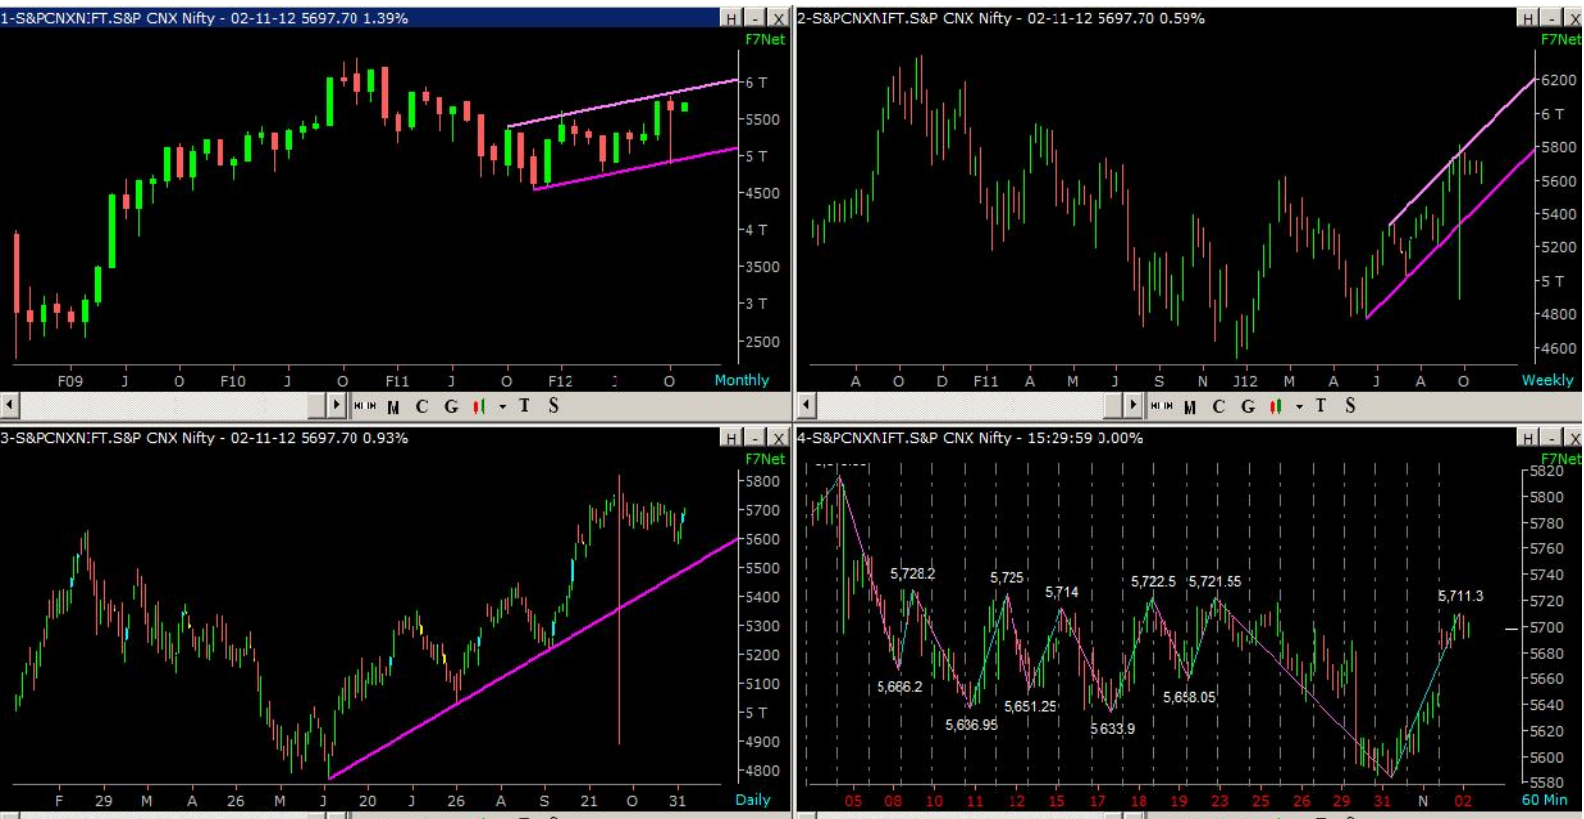 1-S&PCNXNIFT.S&P CNX Nifty - 02-11-12 5697.70 1.39%
H - X
F7Net
6 T
5500
5 T
4500
4 T
3500
3 T
2500
F09 J O F10 J O F11 J O F12 J O Monthly
M C G T S
2-S&PCNXNIFT.S&P CNX Nifty - 02-11-12 5697.70 0.59%
H - X
F7Net
6200
6 T
5800
5600
5400
5200
5 T
4800
4600
A O D F11 A M J S N J12 M A J A O Weekly
M C G T S
3-S&PCNXNIFT.S&P CNX Nifty - 02-11-12 5697.70 0.93%
H - X
F7Net
5800
5700
5600
5500
5400
5300
5200
5100
5 T
4900
4800
F 29 M A 26 M J 20 J 26 A S 21 O 31 Daily
4-S&PCNXNIFT.S&P CNX Nifty - 15:29:59 0.00%
H - X
F7Net
5820
5800
5780
5760
5740
5720
5700
5680
5660
5640
5620
5600
5580
5,728.2
5,725
5,714
5,722.5
5,721.55
5,711.3
5,666.2
5,636.95
5,651.25
5,633.9
5,658.05
05 08 10 11 12 15 17 18 19 23 25 26 29 31 N 02 60 Min